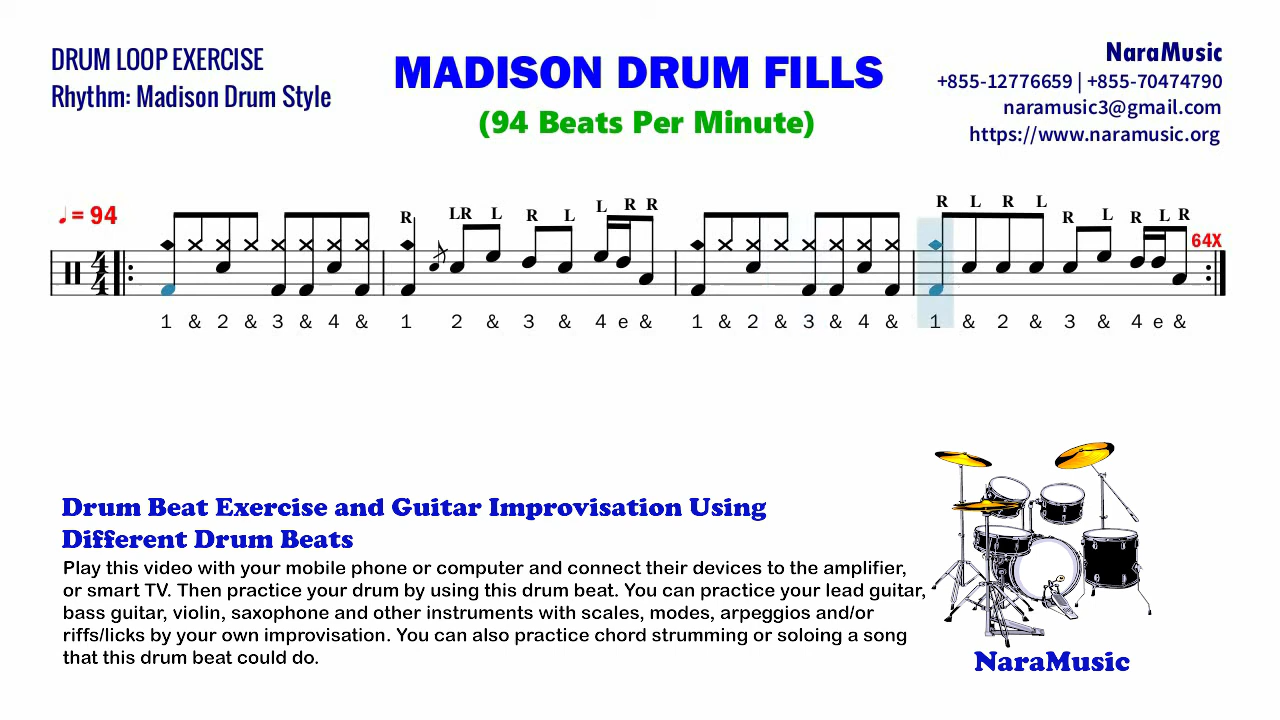 DRUM LOOP EXERCISE
Rhythm: Madison Drum Style
MADISON DRUM FILLS
(94 Beats Per Minute)
NaraMusic
+855-12776659 | +855-70474790
naramusic3@gmail.com
https://www.naramusic.org
♩ = 94
R LR L R L L R R R L R L R L R L R
64X
4
4
1 & 2 & 3 & 4 & 1 2 & 3 & 4 e & 1 & 2 & 3 & 4 & 1 & 2 & 3 & 4 e &
Drum Beat Exercise and Guitar Improvisation Using
Different Drum Beats
Play this video with your mobile phone or computer and connect their devices to the amplifier,
or smart TV. Then practice your drum by using this drum beat. You can practice your lead guitar,
bass guitar, violin, saxophone and other instruments with scales, modes, arpeggios and/or
riffs/licks by your own improvisation. You can also practice chord strumming or soloing a song
that this drum beat could do.
NaraMusic